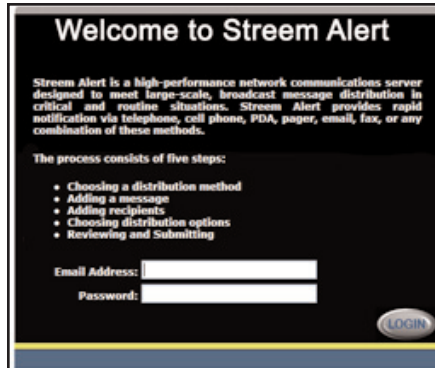 Welcome to Streem Alert
Streem Alert is a high-performance network communications server
designed to meet large-scale, broadcast message distribution in
critical and routine situations. Streem Alert provides rapid
notification via telephone, cell phone, PDA, pager, email, fax, or any
combination of these methods.
The process consists of five steps:
• Choosing a distribution method
• Adding a message
• Adding recipients
• Choosing distribution options
• Reviewing and Submitting
Email Address:
Password:
LOGIN